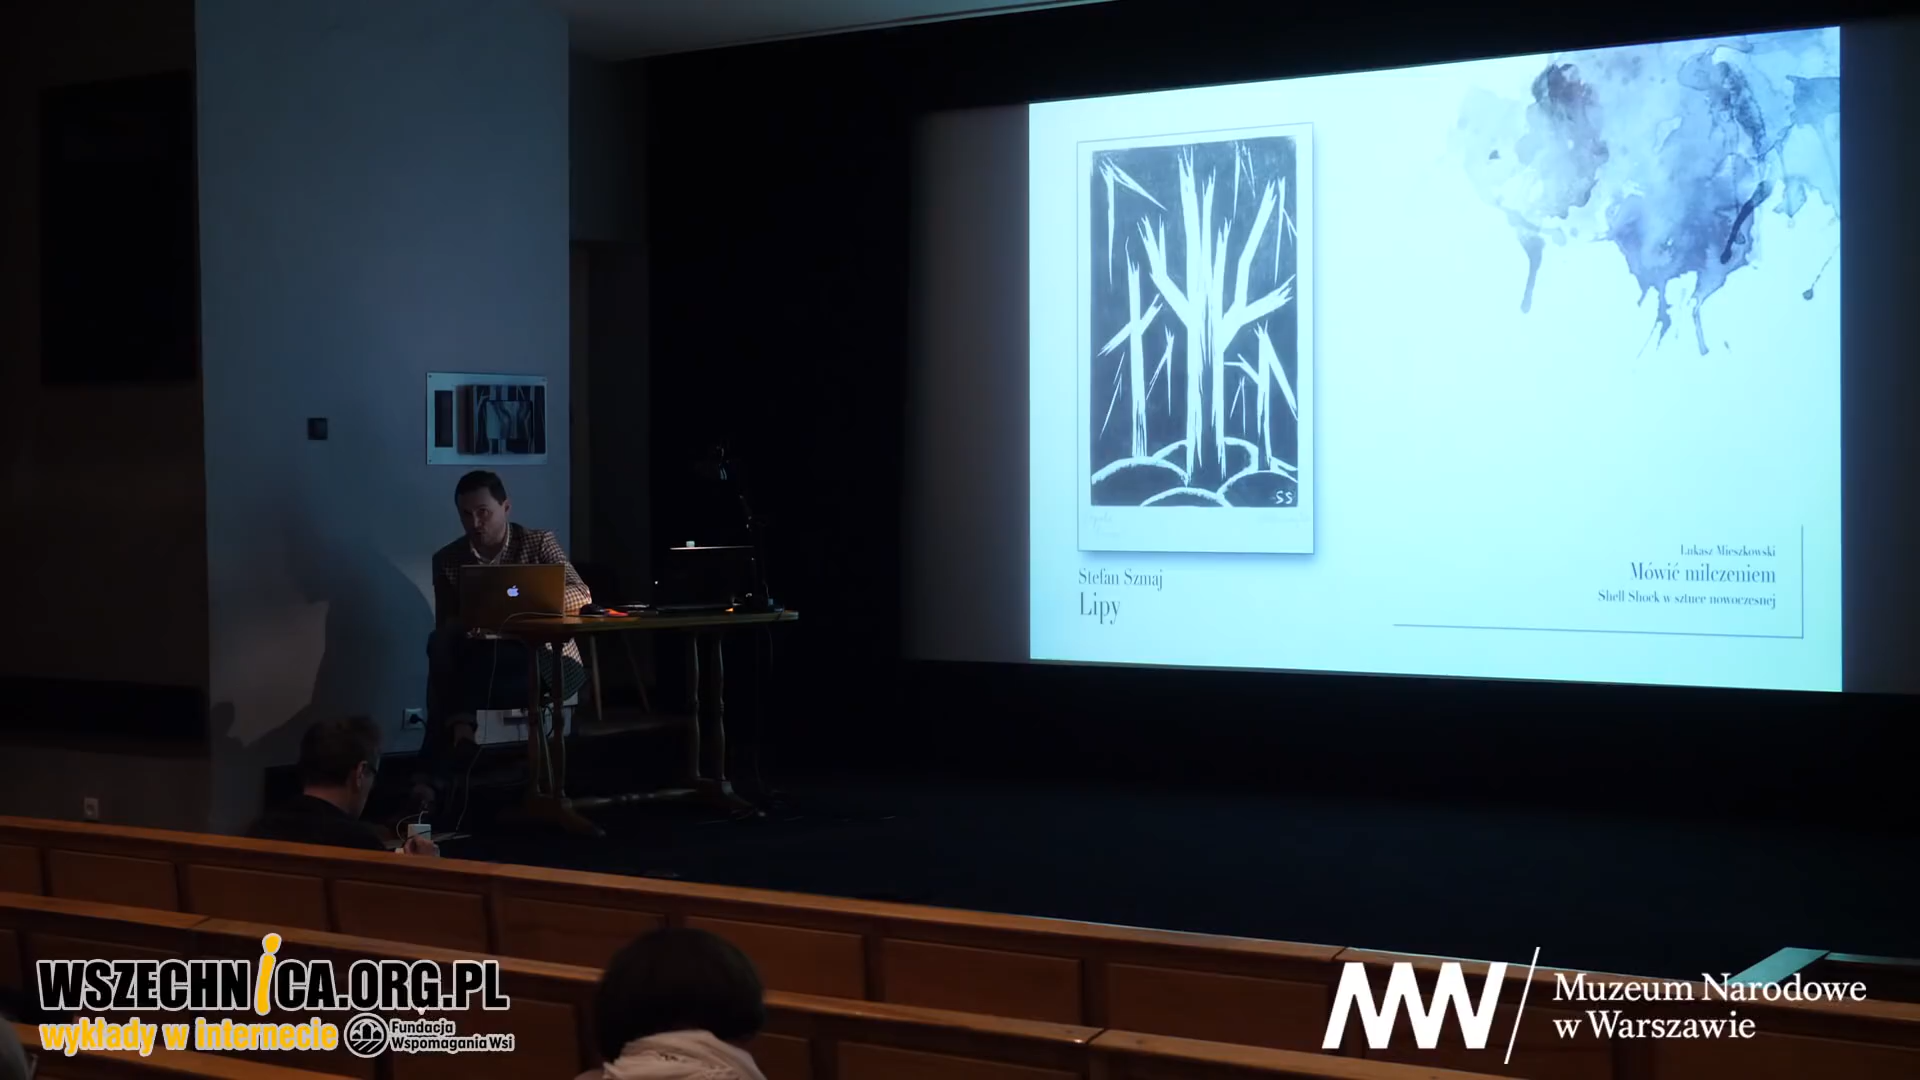 SS
Stefan Szmaj
Lipy
Łukasz Mieszkowski
Mówić milczeniem
Shell Shock w sztuce nowoczesnej
WSZECHNiCA.ORG.PL
wykłady w internecie
Fundacja
Wspomagania Wsi
Muzeum Narodowe
w Warszawie